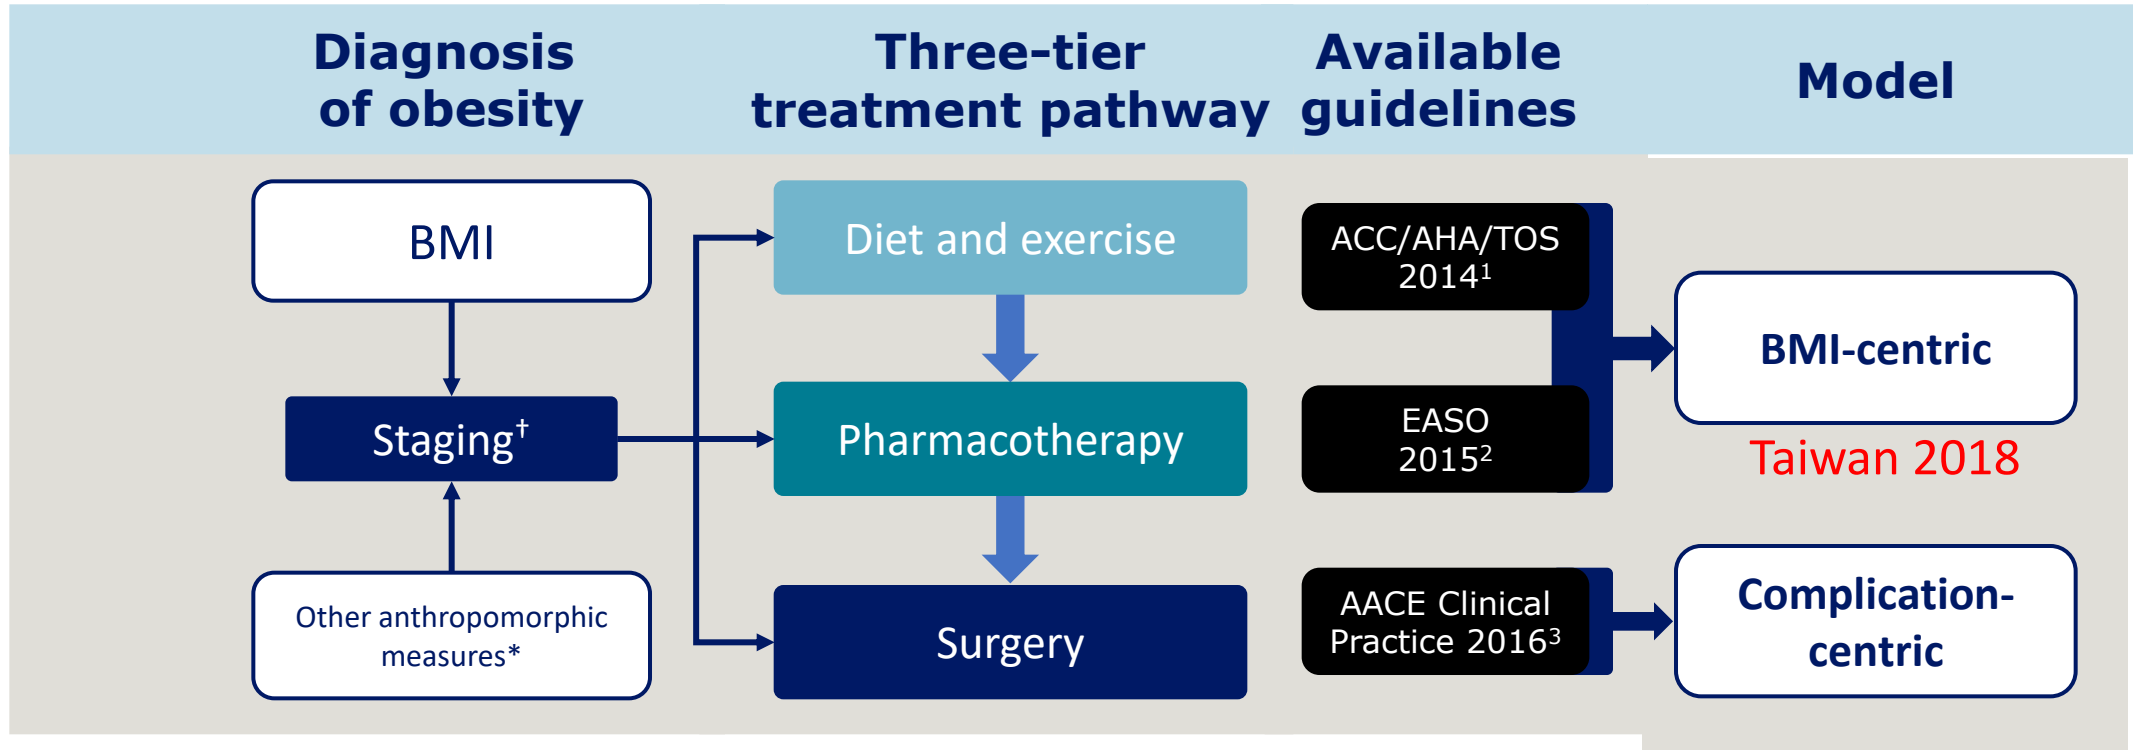 Diagnosis
of obesity
Three-tier
treatment pathway
Available
guidelines
Model
BMI
Staging†
Other anthropomorphic
measures*
Diet and exercise
Pharmacotherapy
Surgery
ACC/AHA/TOS
2014¹
EASO
2015²
AACE Clinical
Practice 2016³
BMI-centric
Taiwan 2018
Complication-
centric